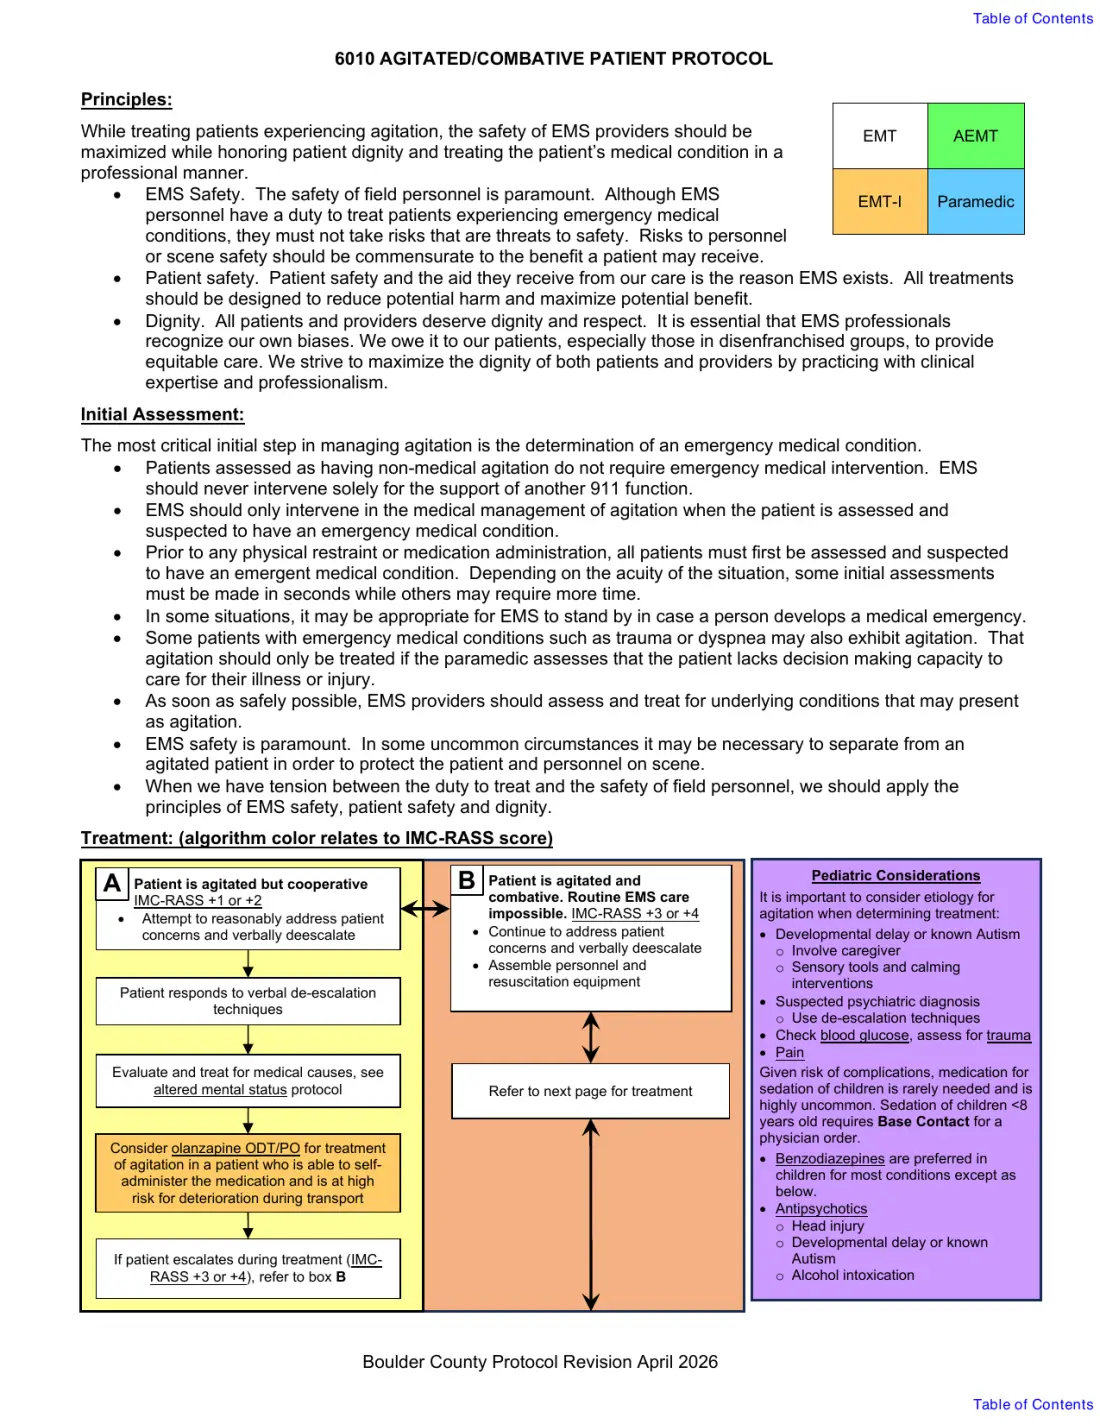 Table of Contents
6010 AGITATED/COMBATIVE PATIENT PROTOCOL
Principles:
While treating patients experiencing agitation, the safety of EMS providers should be
maximized while honoring patient dignity and treating the patient's medical condition in a
professional manner.
• EMS Safety.  The safety of field personnel is paramount.  Although EMS
personnel have a duty to treat patients experiencing emergency medical
conditions, they must not take risks that are threats to safety.  Risks to personnel
or scene safety should be commensurate to the benefit a patient may receive.
EMT
AEMT
EMT-I
Paramedic
• Patient safety.  Patient safety and the aid they receive from our care is the reason EMS exists.  All treatments
should be designed to reduce potential harm and maximize potential benefit.
• Dignity.  All patients and providers deserve dignity and respect.  It is essential that EMS professionals
recognize our own biases. We owe it to our patients, especially those in disenfranchised groups, to provide
equitable care. We strive to maximize the dignity of both patients and providers by practicing with clinical
expertise and professionalism.
Initial Assessment:
The most critical initial step in managing agitation is the determination of an emergency medical condition.
• Patients assessed as having non-medical agitation do not require emergency medical intervention.  EMS
should never intervene solely for the support of another 911 function.
• EMS should only intervene in the medical management of agitation when the patient is assessed and
suspected to have an emergency medical condition.
• Prior to any physical restraint or medication administration, all patients must first be assessed and suspected
to have an emergent medical condition.  Depending on the acuity of the situation, some initial assessments
must be made in seconds while others may require more time.
• In some situations, it may be appropriate for EMS to stand by in case a person develops a medical emergency.
• Some patients with emergency medical conditions such as trauma or dyspnea may also exhibit agitation.  That
agitation should only be treated if the paramedic assesses that the patient lacks decision making capacity to
care for their illness or injury.
• As soon as safely possible, EMS providers should assess and treat for underlying conditions that may present
as agitation.
• EMS safety is paramount.  In some uncommon circumstances it may be necessary to separate from an
agitated patient in order to protect the patient and personnel on scene.
• When we have tension between the duty to treat and the safety of field personnel, we should apply the
principles of EMS safety, patient safety and dignity.
Treatment: (algorithm color relates to IMC-RASS score)
A
Patient is agitated but cooperative
IMC-RASS +1 or +2
• Attempt to reasonably address patient
concerns and verbally deescalate
Patient responds to verbal de-escalation
techniques
Evaluate and treat for medical causes, see
altered mental status protocol
Consider olanzapine ODT/PO for treatment
of agitation in a patient who is able to self-
administer the medication and is at high
risk for deterioration during transport
If patient escalates during treatment (IMC-
RASS +3 or +4), refer to box B
B
Patient is agitated and
combative. Routine EMS care
impossible. IMC-RASS +3 or +4
• Continue to address patient
concerns and verbally deescalate
• Assemble personnel and
resuscitation equipment
Refer to next page for treatment
Pediatric Considerations
It is important to consider etiology for
agitation when determining treatment:
• Developmental delay or known Autism
o Involve caregiver
o Sensory tools and calming
interventions
• Suspected psychiatric diagnosis
o Use de-escalation techniques
• Check blood glucose, assess for trauma
• Pain
Given risk of complications, medication for
sedation of children is rarely needed and is
highly uncommon. Sedation of children <8
years old requires Base Contact for a
physician order.
• Benzodiazepines are preferred in
children for most conditions except as
below.
• Antipsychotics
o Head injury
o Developmental delay or known
Autism
o Alcohol intoxication
Boulder County Protocol Revision April 2026
Table of Contents